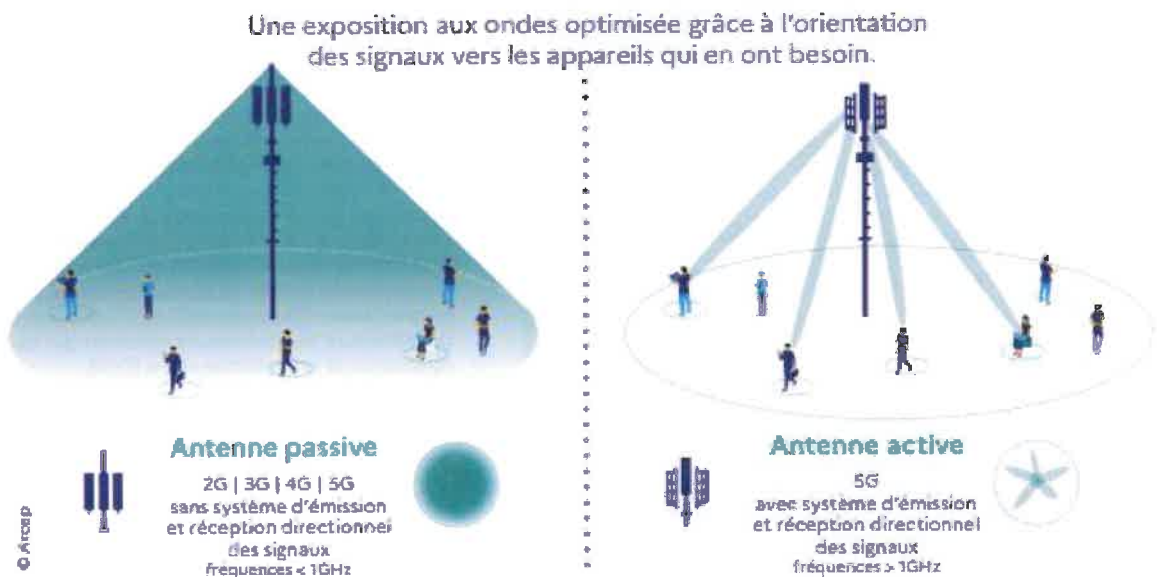 Une exposition aux ondes optimisée grâce à l'orientation
des signaux vers les appareils qui en ont besoin.
Antenne passive
2G | 3G | 4G | 5G
sans système d'émission
et réception directionnel
des signaux
fréquences < 1GHz
Antenne active
5G
avec système d'émission
et réception directionnel
des signaux
fréquences > 1GHz
© Arcep